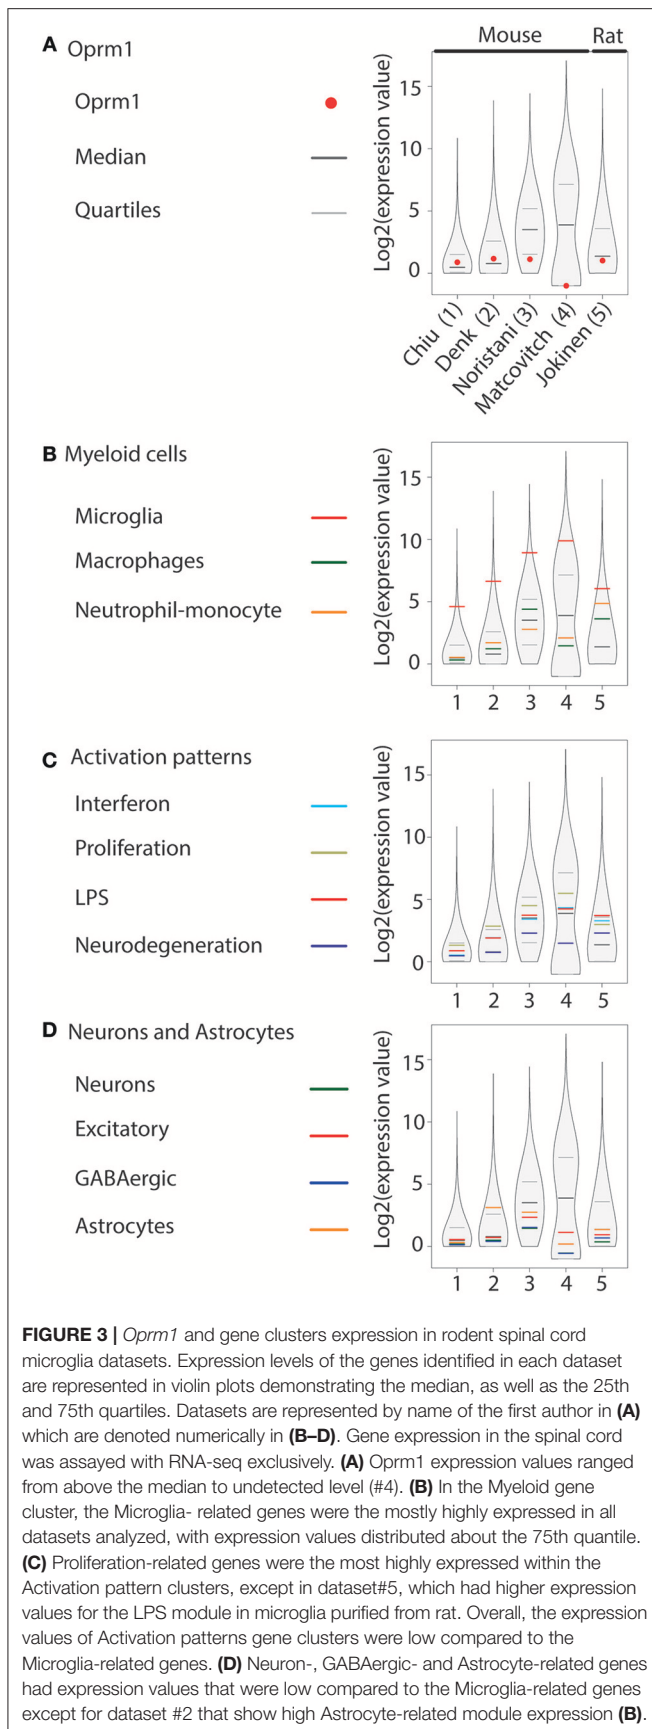 A Oprm1
Mouse Rat
Oprm1
Median
Quartiles
Log2(expression value)
15
10
5
0
Chiu (1)
Denk (2)
Noristani (3)
Matcovitch (4)
Jokinen (5)
B Myeloid cells
Microglia
Macrophages
Neutrophil-monocyte
Log2(expression value)
15
10
5
0
1 2 3 4 5
C Activation patterns
Interferon
Proliferation
LPS
Neurodegeneration
Log2(expression value)
15
10
5
0
1 2 3 4 5
D Neurons and Astrocytes
Neurons
Excitatory
GABAergic
Astrocytes
Log2(expression value)
15
10
5
0
1 2 3 4 5
FIGURE 3 | Oprm1 and gene clusters expression in rodent spinal cord
microglia datasets. Expression levels of the genes identified in each dataset
are represented in violin plots demonstrating the median, as well as the 25th
and 75th quartiles. Datasets are represented by name of the first author in (A)
which are denoted numerically in (B–D). Gene expression in the spinal cord
was assayed with RNA-seq exclusively. (A) Oprm1 expression values ranged
from above the median to undetected level (#4). (B) In the Myeloid gene
cluster, the Microglia- related genes were the mostly highly expressed in all
datasets analyzed, with expression values distributed about the 75th quantile.
(C) Proliferation-related genes were the most highly expressed within the
Activation pattern clusters, except in dataset#5, which had higher expression
values for the LPS module in microglia purified from rat. Overall, the expression
values of Activation patterns gene clusters were low compared to the
Microglia-related genes. (D) Neuron-, GABAergic- and Astrocyte-related genes
had expression values that were low compared to the Microglia-related genes
except for dataset #2 that show high Astrocyte-related module expression (B).